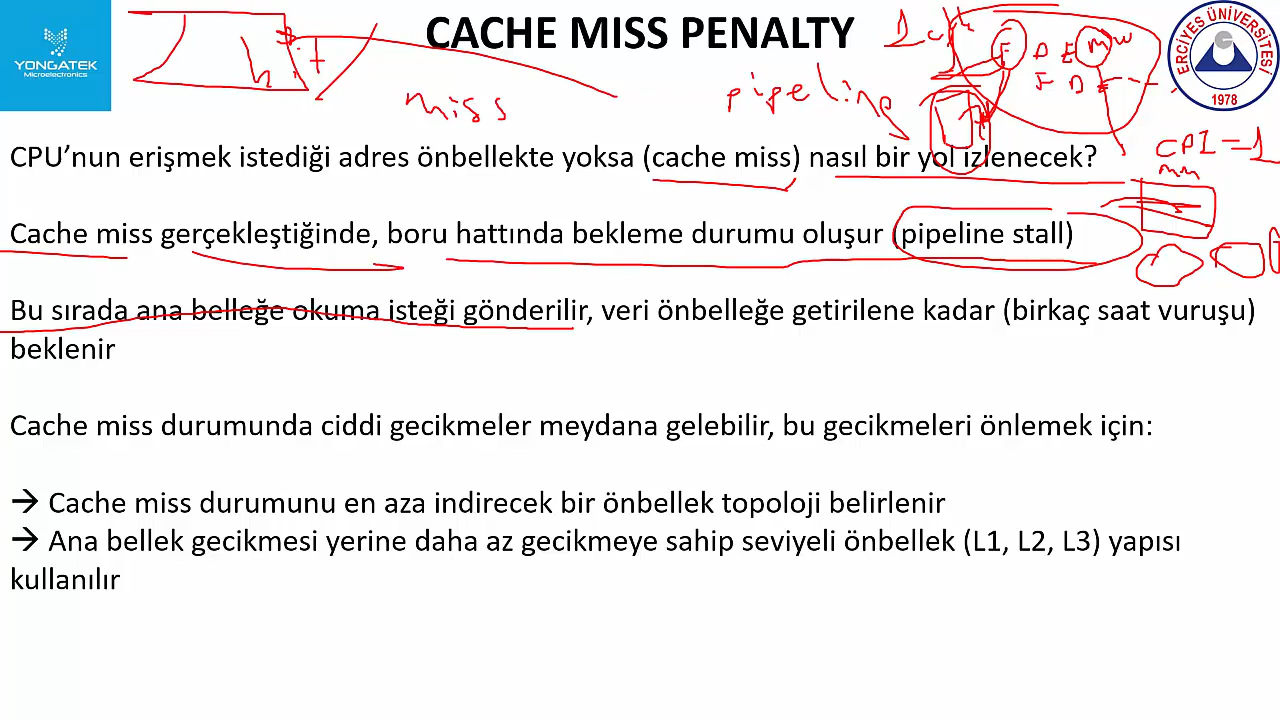 CACHE MISS PENALTY
YONGATEK
Microelectronics
ERCİYES ÜNİVERSİTESİ
1978
miss
pipeline
F D E M W
F D E
CPI = 1
mm
CPU’nun erişmek istediği adres önbellekte yoksa (cache miss) nasıl bir yol izlenecek?
Cache miss gerçekleştiğinde, boru hattında bekleme durumu oluşur (pipeline stall)
Bu sırada ana belleğe okuma isteği gönderilir, veri önbelleğe getirilene kadar (birkaç saat vuruşu)
beklenir
Cache miss durumunda ciddi gecikmeler meydana gelebilir, bu gecikmeleri önlemek için:
→ Cache miss durumunu en aza indirecek bir önbellek topoloji belirlenir
→ Ana bellek gecikmesi yerine daha az gecikmeye sahip seviyeli önbellek (L1, L2, L3) yapısı
kullanılır